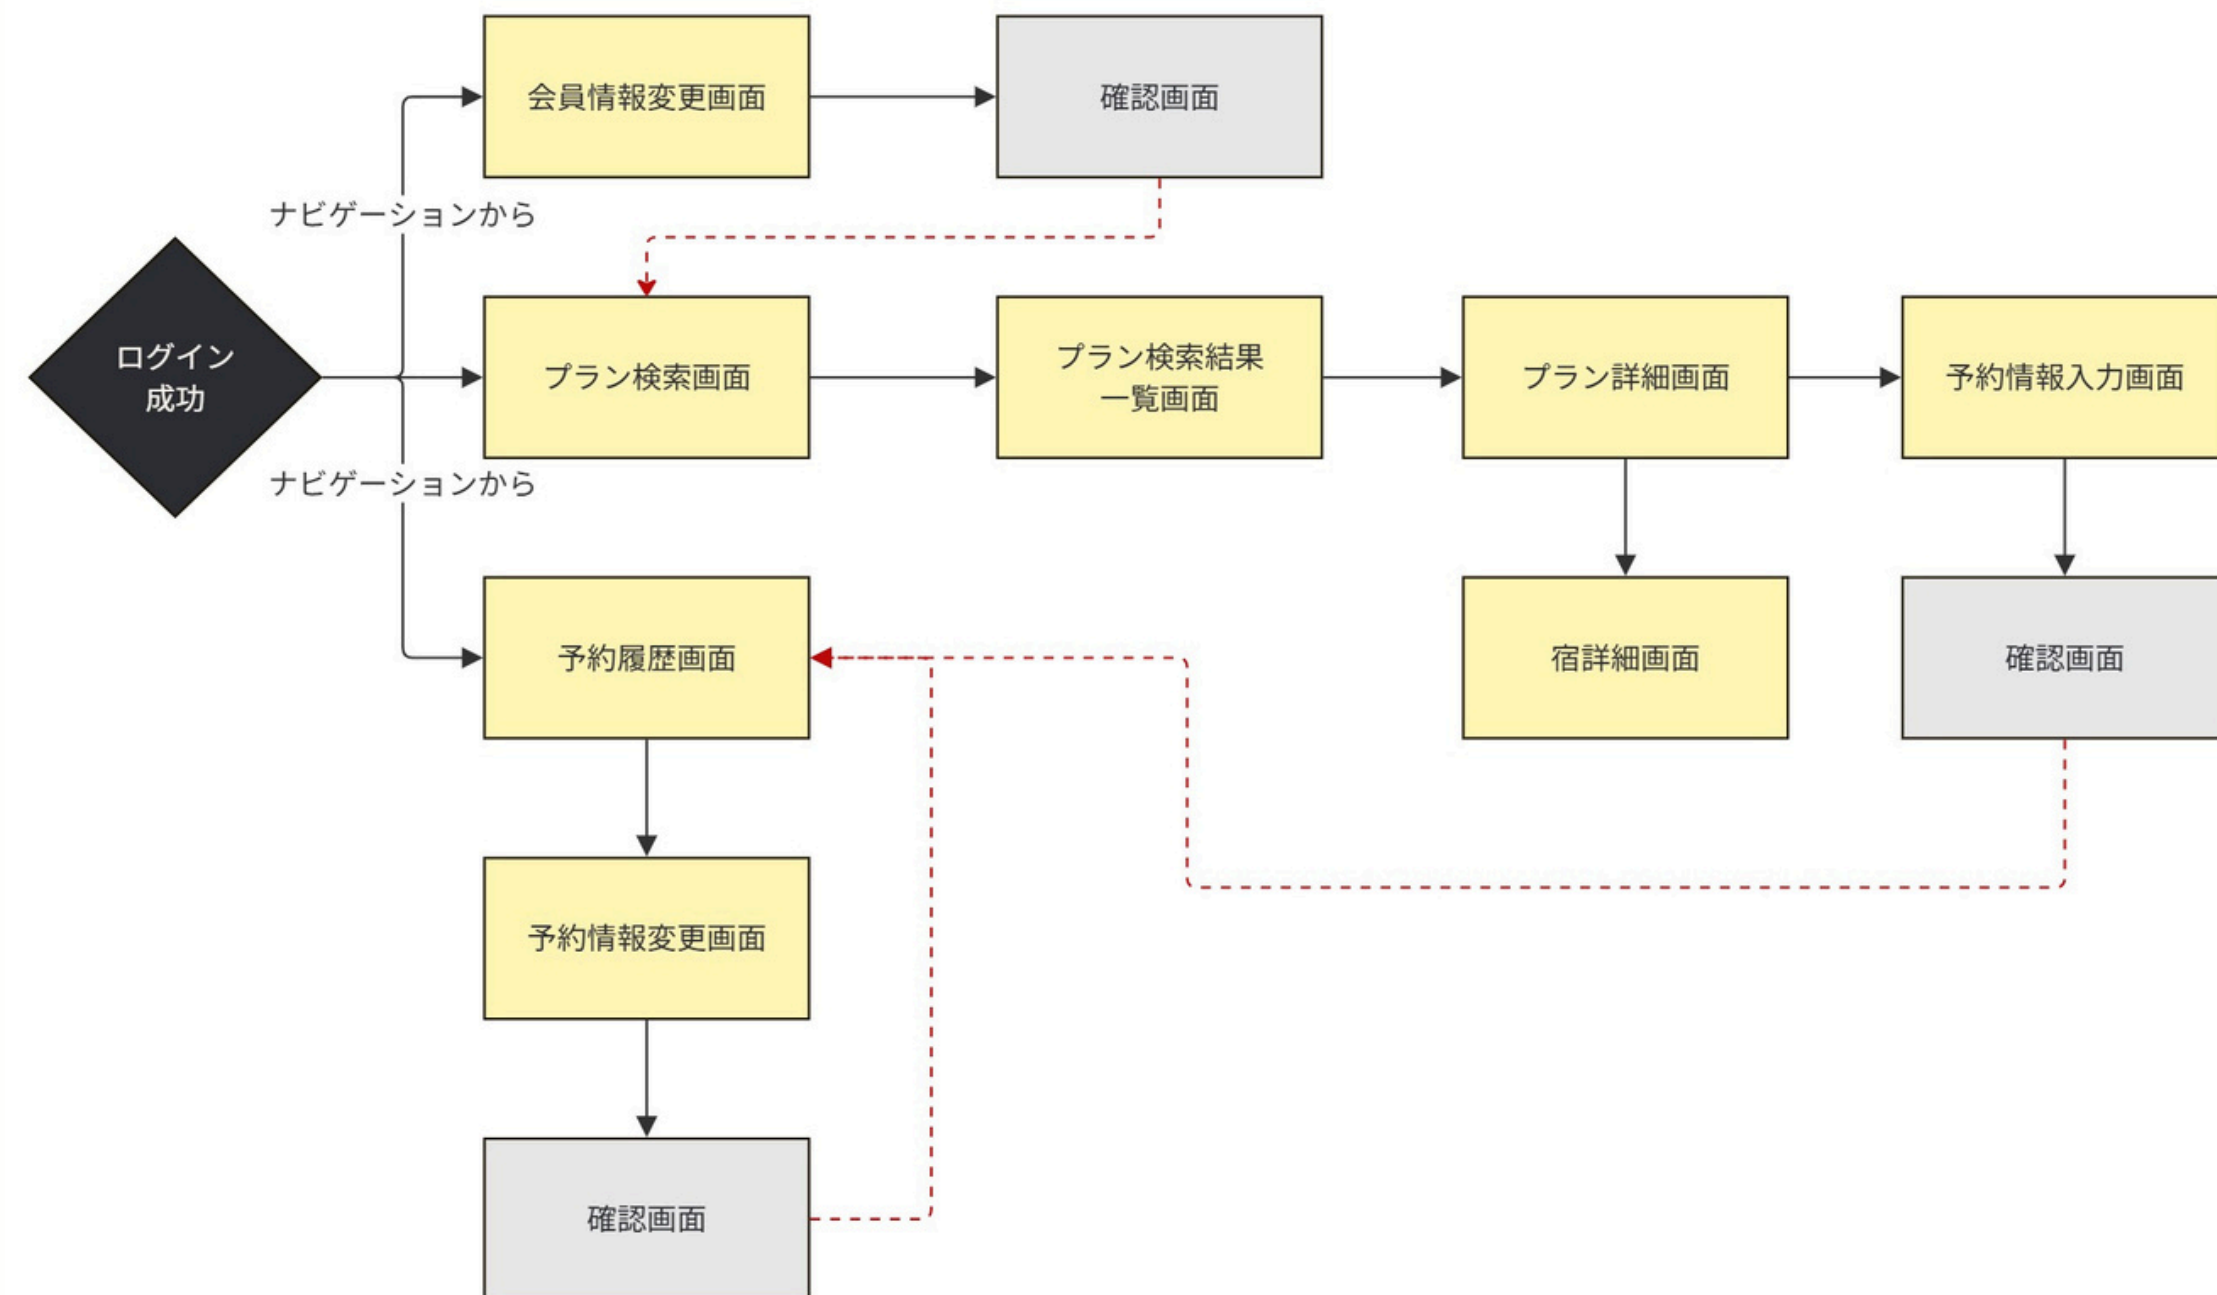 会員情報変更画面
確認画面
ナビゲーションから
ログイン
成功
プラン検索画面
プラン検索結果
一覧画面
プラン詳細画面
予約情報入力画面
ナビゲーションから
予約履歴画面
宿詳細画面
確認画面
予約情報変更画面
確認画面